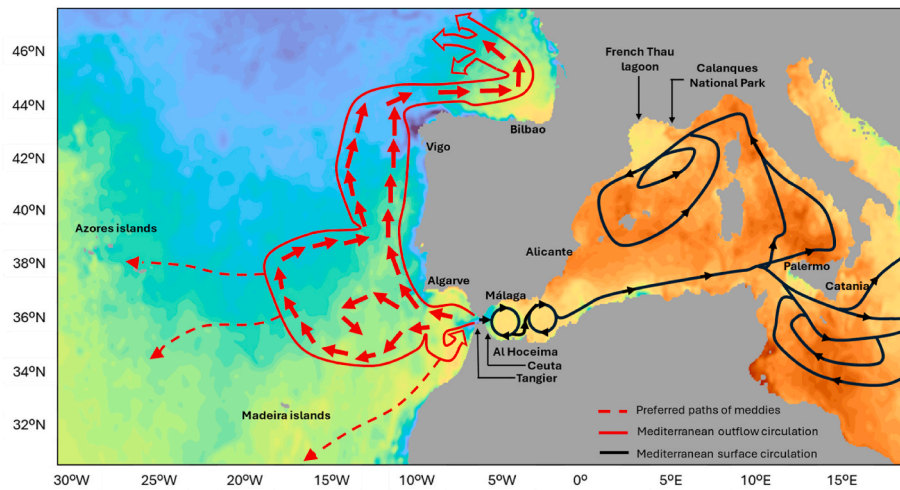 46ºN
44ºN
42ºN
40ºN
38ºN
36ºN
34ºN
32ºN
French Thau
lagoon
Calanques
National Park
Bilbao
Vigo
Azores islands
Alicante
Palermo
Algarve
Málaga
Catania
Al Hoceima
Ceuta
Tangier
Madeira islands
Preferred paths of meddies
Mediterranean outflow circulation
Mediterranean surface circulation
30ºW
25ºW
20ºW
15ºW
10ºW
5ºW
0º
5ºE
10ºE
15ºE